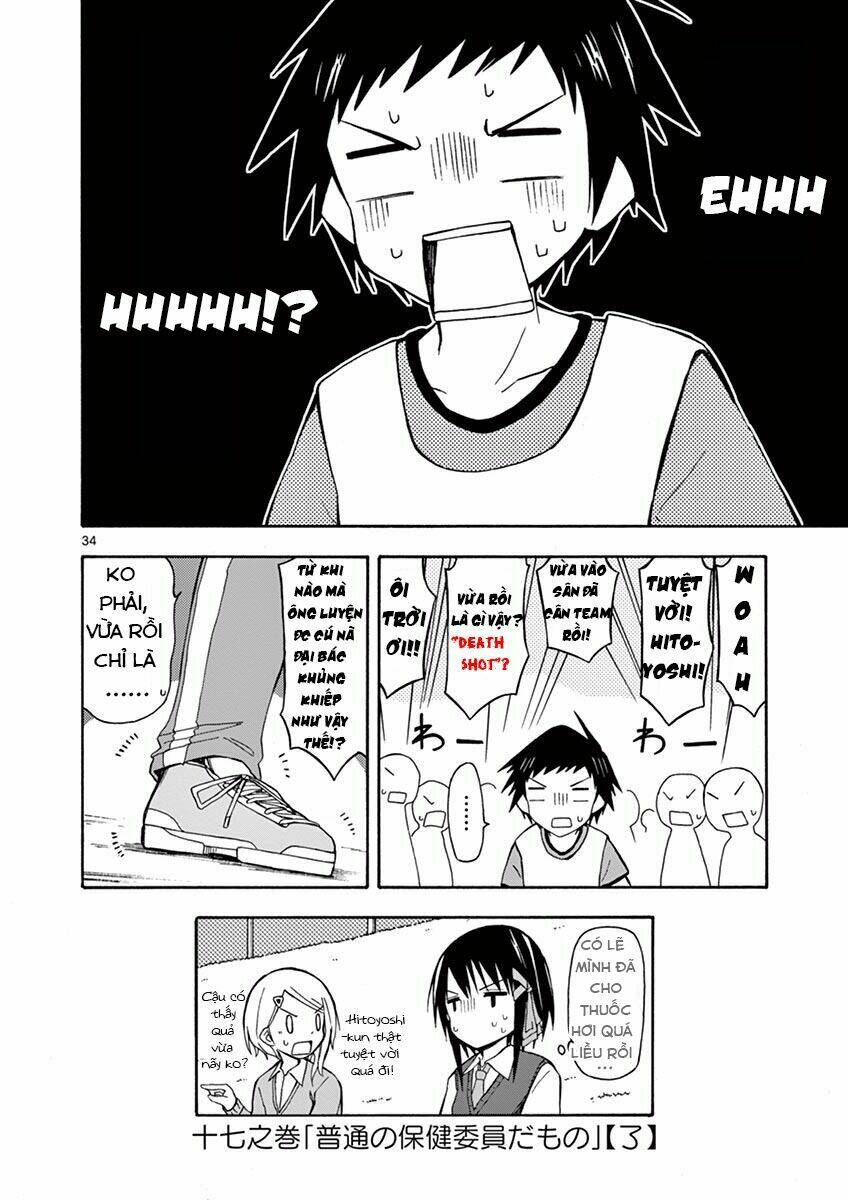 EHHH
HHHHH!?
34
WOAH
TUYỆT
VỜI!
HITO-
YOSHI!
VỪA VÀO
SÂN ĐÃ
CÂN TEAM
RỒI!
VỪA RỒI
LÀ GÌ VẬY?
"DEATH
SHOT"?
ÔI
TRỜI
ƠI!!
わー
わー
......
TỪ KHI
NÀO MÀ
ÔNG LUYỆN
ĐC CÚ NÃ
ĐẠI BÁC
KHỦNG
KHIẾP
NHƯ VẬY
THẾ!?
KO
PHẢI,
VỪA RỒI
CHỈ LÀ
......
CÓ LẼ
MÌNH ĐÃ
CHO
THUỐC
HƠI QUÁ
LIỀU RỒI
....
Hitoyoshi
-kun thật
tuyệt vời
quá đi!
Cậu có
thấy
quả
vừa
nãy ko?
十七之巻「普通の保健委員だもの」【了】